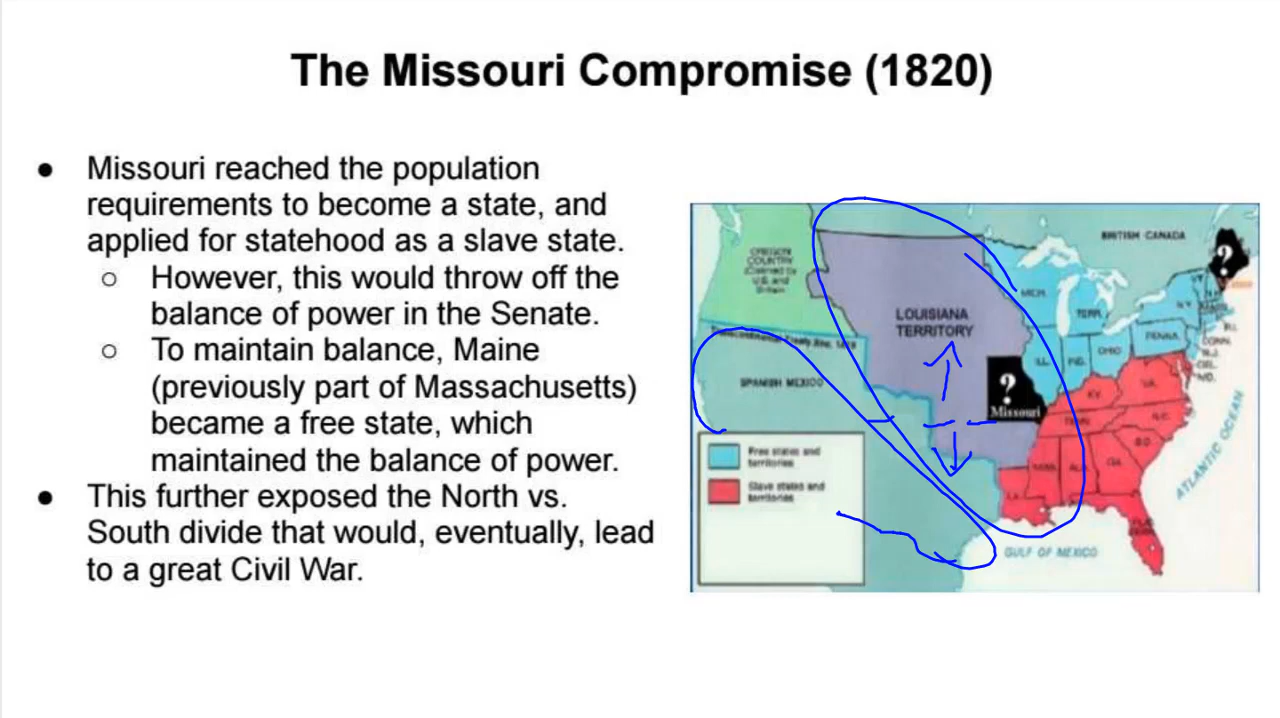 The Missouri Compromise (1820)
● Missouri reached the population
requirements to become a state, and
applied for statehood as a slave state.
○ However, this would throw off the
balance of power in the Senate.
○ To maintain balance, Maine
(previously part of Massachusetts)
became a free state, which
maintained the balance of power.
● This further exposed the North vs.
South divide that would, eventually, lead
to a great Civil War.
BRITISH CANADA
?
OREGON
COUNTRY
(Claimed by
U.S. and
Britain)
LOUISIANA
TERRITORY
MICH.
TERR.
VT.
N.Y.
PENNA.
CONN.
N.J.
DEL.
MD.
R.I.
ILL.
IND.
OHIO
SPANISH MEXICO
?
Missouri
KY.
VA.
TENN.
N.C.
S.C.
MISS.
ALA.
GA.
LA.
Free states and
territories
Slave states and
territories
ATLANTIC OCEAN
GULF OF MEXICO